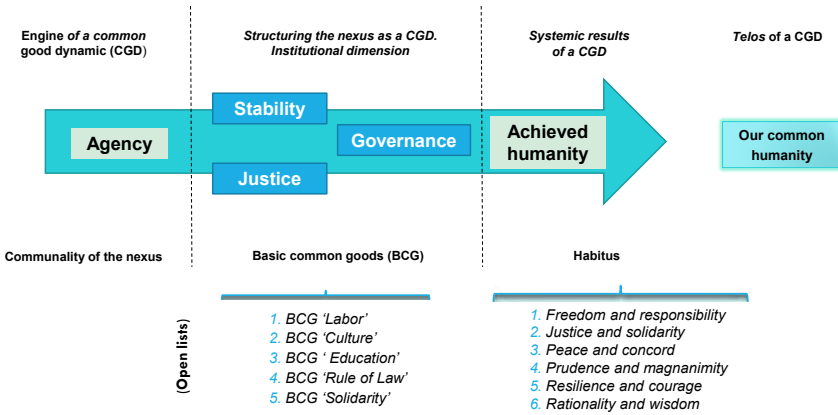 Engine of a common
good dynamic (CGD)
Structuring the nexus as a CGD.
Institutional dimension
Systemic results
of a CGD
Telos of a CGD
Stability
Agency
Governance
Justice
Achieved
humanity
Our common
humanity
Communality of the nexus
Basic common goods (BCG)
Habitus
(Open lists)
1. BCG ‘Labor’
2. BCG ‘Culture’
3. BCG ‘ Education’
4. BCG ‘Rule of Law’
5. BCG ‘Solidarity’
1. Freedom and responsibility
2. Justice and solidarity
3. Peace and concord
4. Prudence and magnanimity
5. Resilience and courage
6. Rationality and wisdom